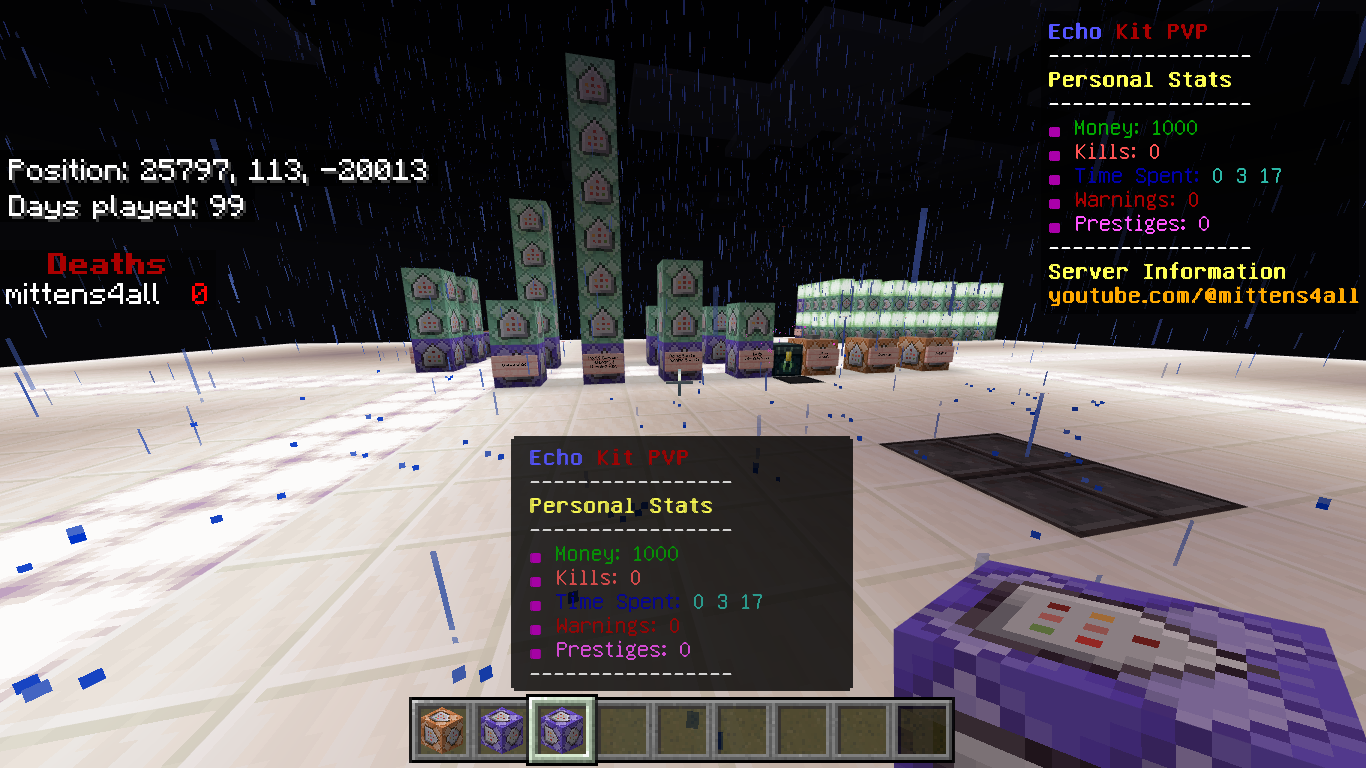 Position: 25797, 113, -20013
Days played: 99
Deaths
mittens4all 0
Echo Kit PVP
-----------------
Personal Stats
-----------------
Money: 1000
Kills: 0
Time Spent: 0 3 17
Warnings: 0
Prestiges: 0
-----------------
Server Information
youtube.com/@mittens4all
Echo Kit PVP
-----------------
Personal Stats
-----------------
Money: 1000
Kills: 0
Time Spent: 0 3 17
Warnings: 0
Prestiges: 0
-----------------